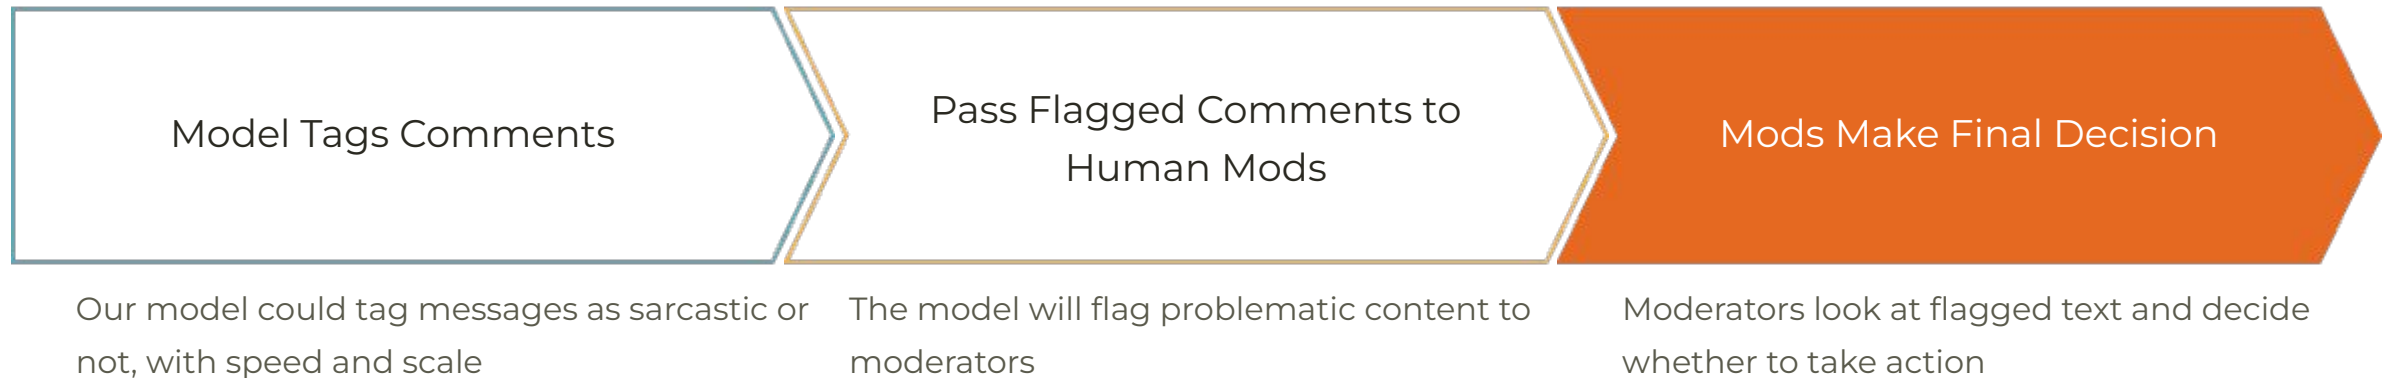 Model Tags Comments
Pass Flagged Comments to
Human Mods
Mods Make Final Decision
Our model could tag messages as sarcastic or
not, with speed and scale
The model will flag problematic content to
moderators
Moderators look at flagged text and decide
whether to take action